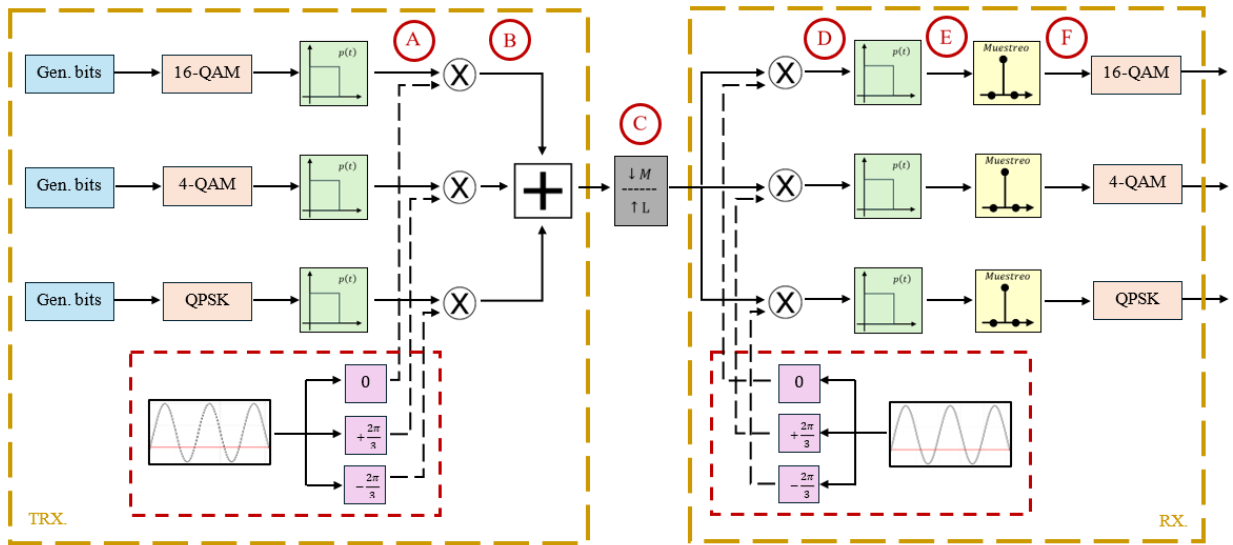 A B D E F
p(t) p(t) Muestreo
Gen. bits 16-QAM X X 16-QAM
C
p(t) ↓ M p(t) Muestreo
Gen. bits 4-QAM X + ------ X 4-QAM
↑ L
p(t) p(t) Muestreo
Gen. bits QPSK X X QPSK
0 0
+2π/3 +2π/3
−2π/3 −2π/3
TRX. RX.